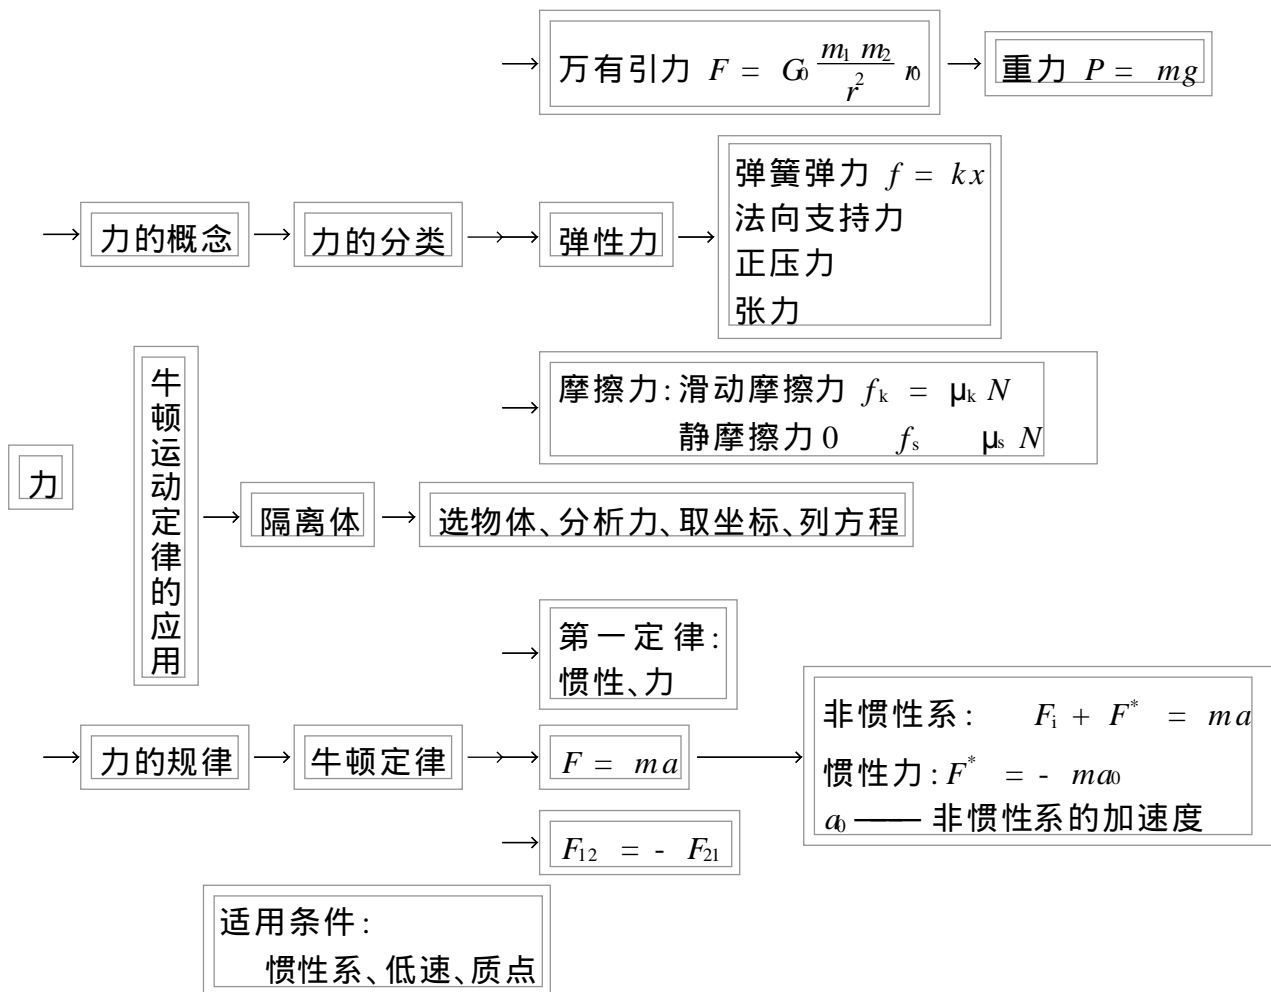 万有引力 F = G₀ m₁ m₂ / r² r₀
重力 P = mg
力的概念
力的分类
弹性力
弹簧弹力 f = kx
法向支持力
正压力
张力
摩擦力:滑动摩擦力 fₖ = μₖ N
静摩擦力 0 fₛ μₛ N
力
牛顿运动定律的应用
隔离体
选物体、分析力、取坐标、列方程
第一定律:
惯性、力
力的规律
牛顿定律
F = ma
F₁₂ = - F₂₁
非惯性系: Fᵢ + F* = ma
惯性力:F* = - ma₀
a₀ —— 非惯性系的加速度
适用条件:
惯性系、低速、质点